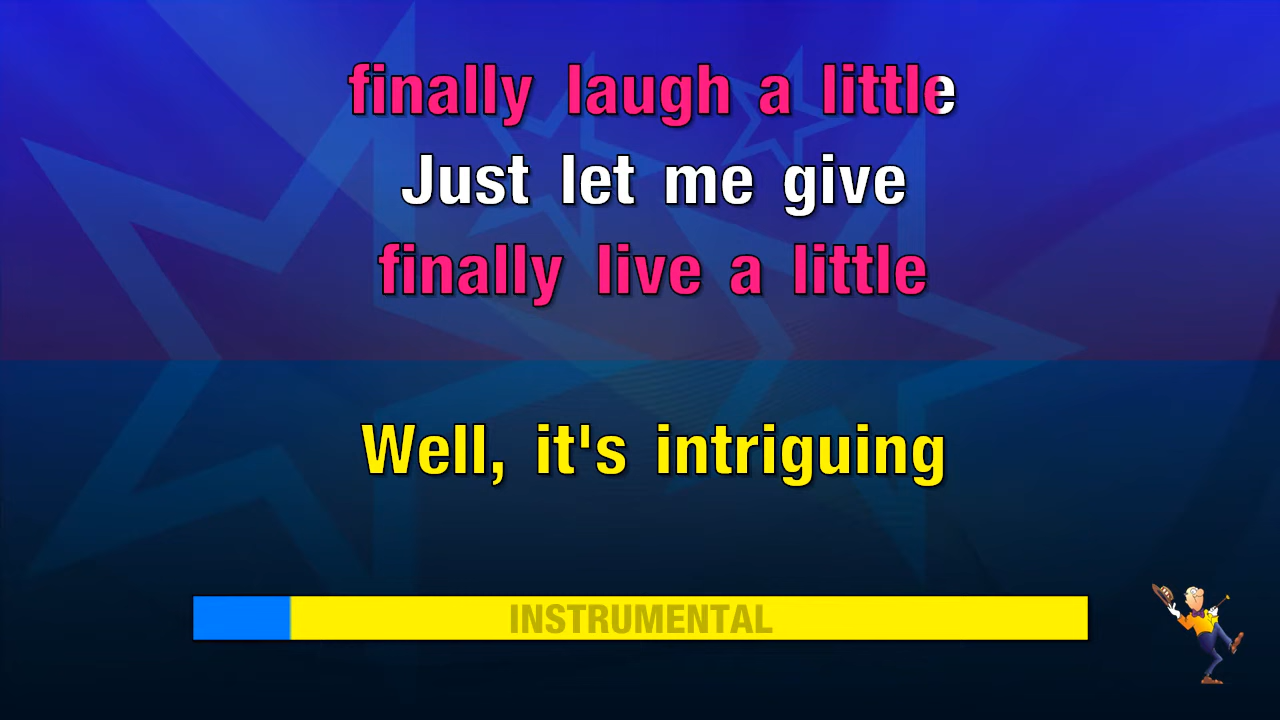 finally laugh a little
Just let me give
finally live a little
Well, it's intriguing
INSTRUMENTAL